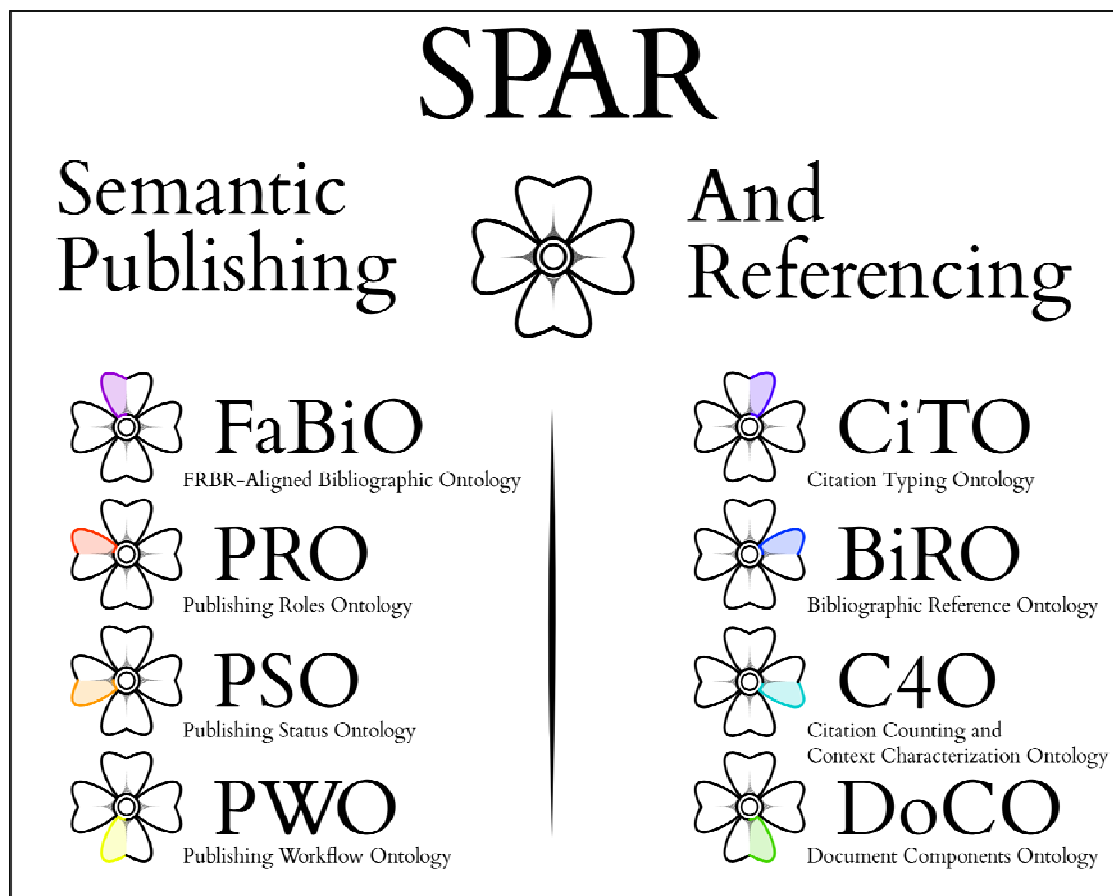 SPAR
Semantic
Publishing
And
Referencing
FaBiO
FRBR-Aligned Bibliographic Ontology
PRO
Publishing Roles Ontology
PSO
Publishing Status Ontology
PWO
Publishing Workflow Ontology
CiTO
Citation Typing Ontology
BiRO
Bibliographic Reference Ontology
C4O
Citation Counting and
Context Characterization Ontology
DoCO
Document Components Ontology